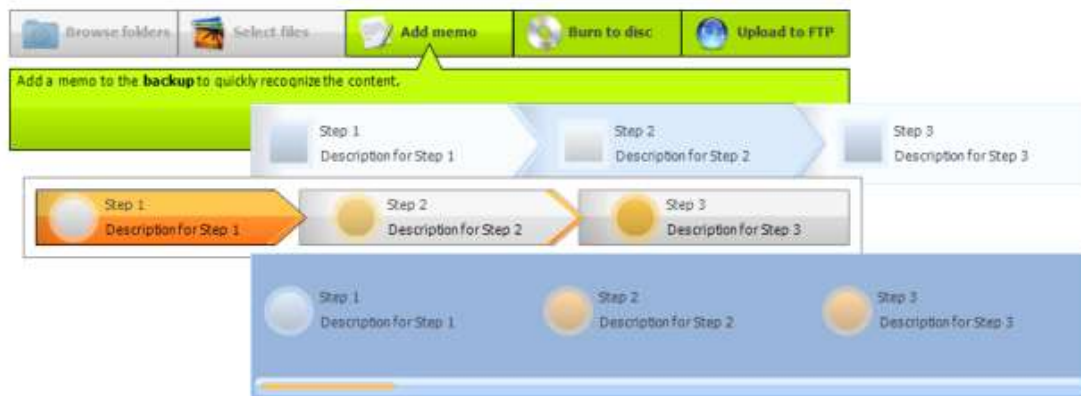 Browse folders
Select files
Add memo
Burn to disc
Upload to FTP
Add a memo to the backup to quickly recognize the content.
Step 1
Description for Step 1
Step 2
Description for Step 2
Step 3
Description for Step 3
Step 1
Description for Step 1
Step 2
Description for Step 2
Step 3
Description for Step 3
Step 1
Description for Step 1
Step 2
Description for Step 2
Step 3
Description for Step 3